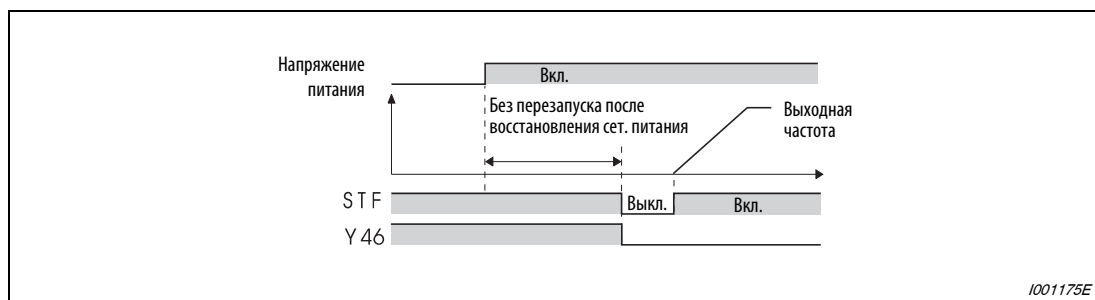 Напряжение
питания
Вкл.
Без перезапуска после
восстановления сет. питания
Выходная
частота
STF
Выкл.
Вкл.
Y46
I001175E